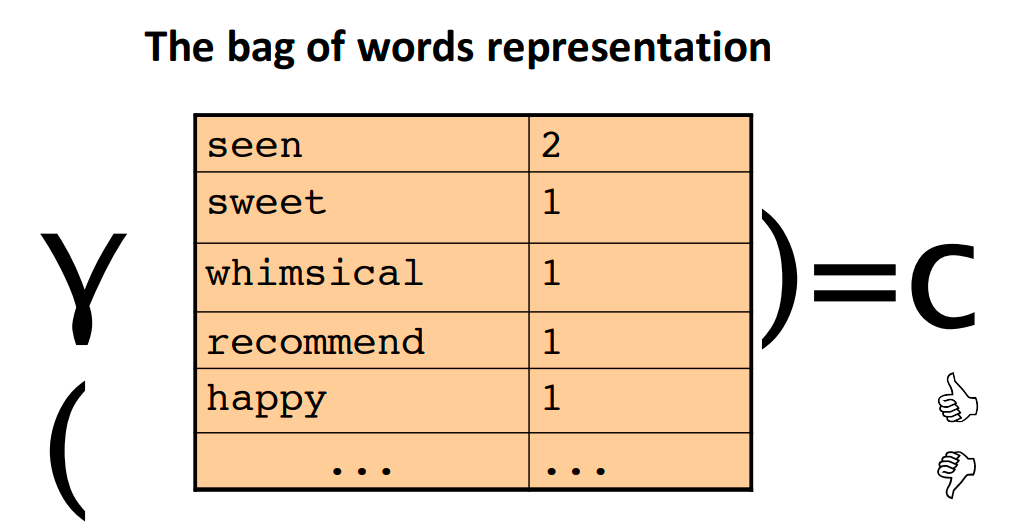 The bag of words representation
seen 2
sweet 1
whimsical 1
recommend 1
happy 1
... ...
γ
(
)=c